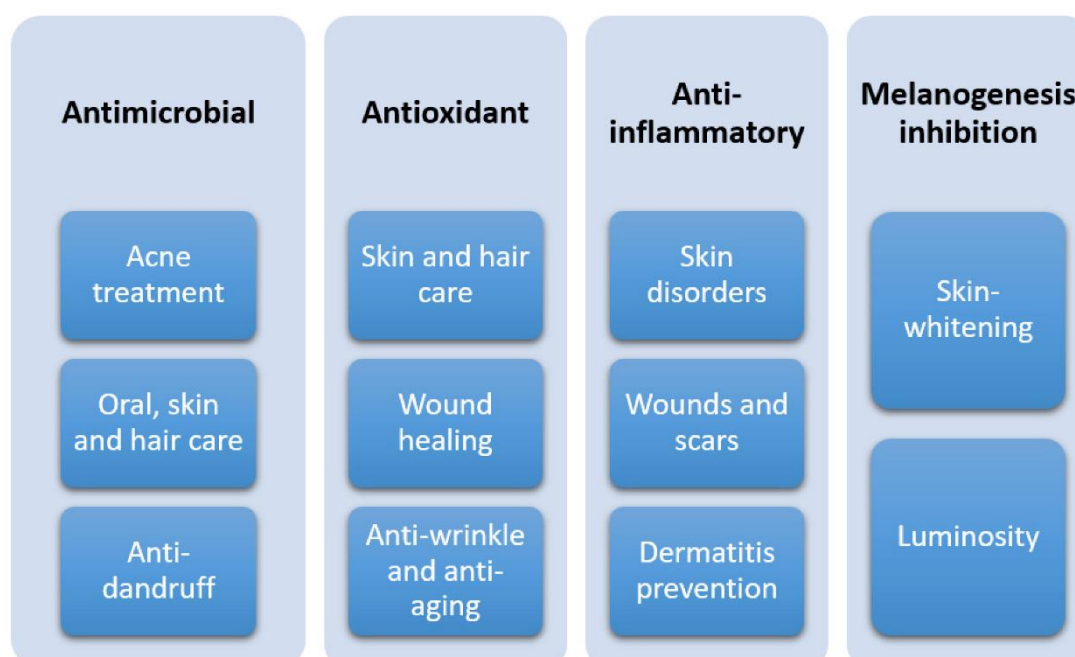 Antimicrobial
Acne
treatment
Oral, skin
and hair care
Anti-
dandruff
Antioxidant
Skin and hair
care
Wound
healing
Anti-wrinkle
and anti-
aging
Anti-
inflammatory
Skin
disorders
Wounds and
scars
Dermatitis
prevention
Melanogenesis
inhibition
Skin-
whitening
Luminosity